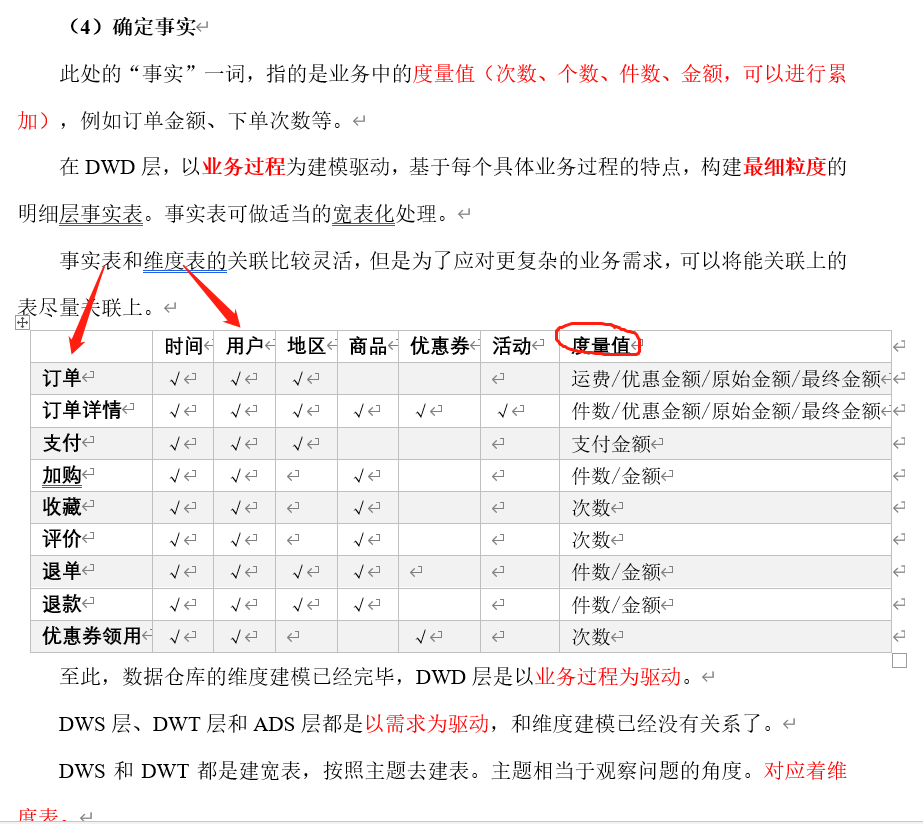 （4）确定事实
此处的“事实”一词，指的是业务中的度量值（次数、个数、件数、金额，可以进行累
加），例如订单金额、下单次数等。
在 DWD 层，以业务过程为建模驱动，基于每个具体业务过程的特点，构建最细粒度的
明细层事实表。事实表可做适当的宽表化处理。
事实表和维度表的关联比较灵活，但是为了应对更复杂的业务需求，可以将能关联上的
表尽量关联上。
时间 用户 地区 商品 优惠券 活动 度量值
订单 √ √ √ 运费/优惠金额/原始金额/最终金额
订单详情 √ √ √ √ √ √ 件数/优惠金额/原始金额/最终金额
支付 √ √ √ 支付金额
加购 √ √ √ 件数/金额
收藏 √ √ √ 次数
评价 √ √ √ 次数
退单 √ √ √ √ 件数/金额
退款 √ √ √ √ 件数/金额
优惠券领用 √ √ √ 次数
至此，数据仓库的维度建模已经完毕，DWD 层是以业务过程为驱动。
DWS 层、DWT 层和 ADS 层都是以需求为驱动，和维度建模已经没有关系了。
DWS 和 DWT 都是建宽表，按照主题去建表。主题相当于观察问题的角度。对应着维
度表。